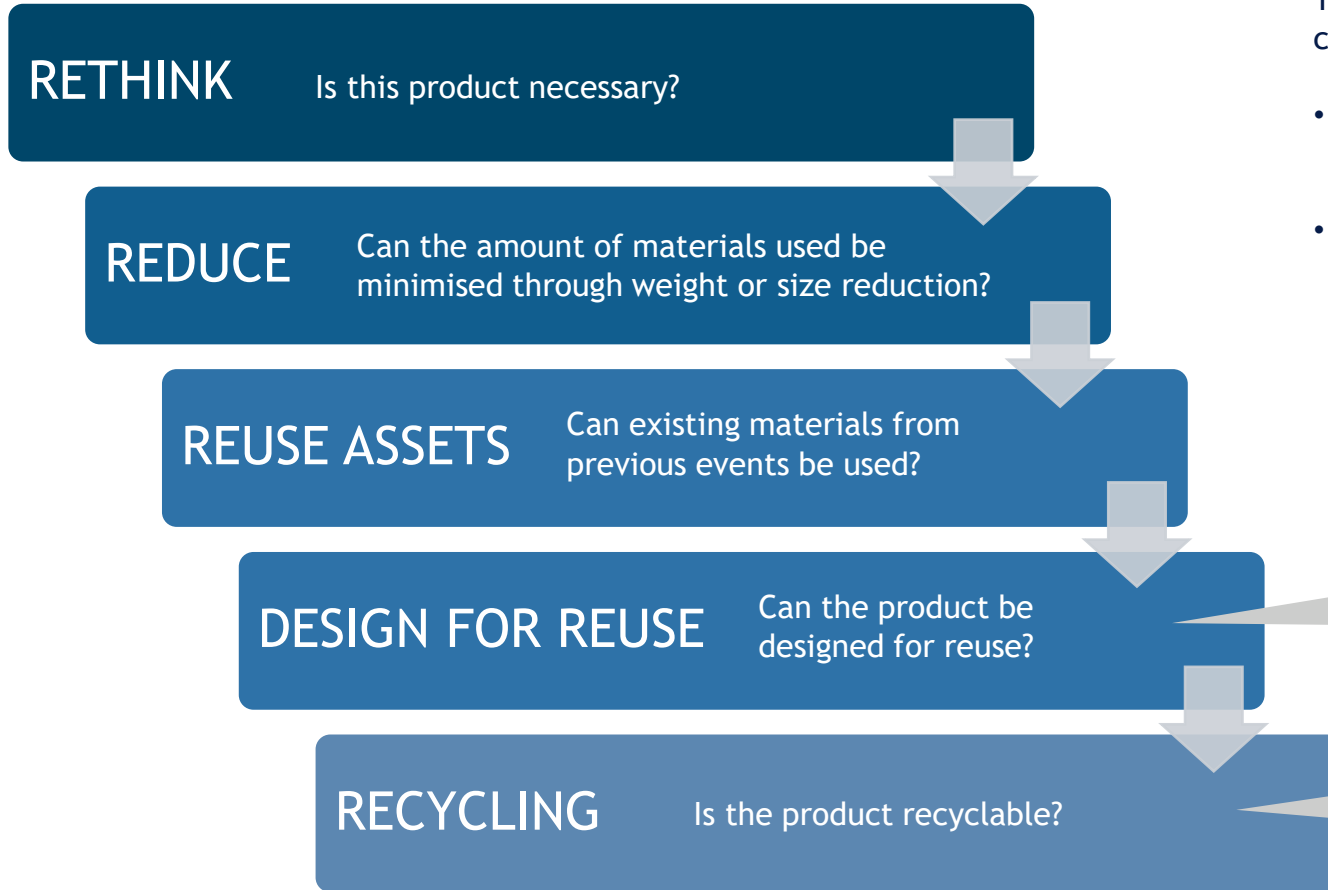 RETHINK
Is this product necessary?
REDUCE
Can the amount of materials used be
minimised through weight or size reduction?
REUSE ASSETS
Can existing materials from
previous events be used?
DESIGN FOR REUSE
Can the product be
designed for reuse?
RECYCLING
Is the product recyclable?